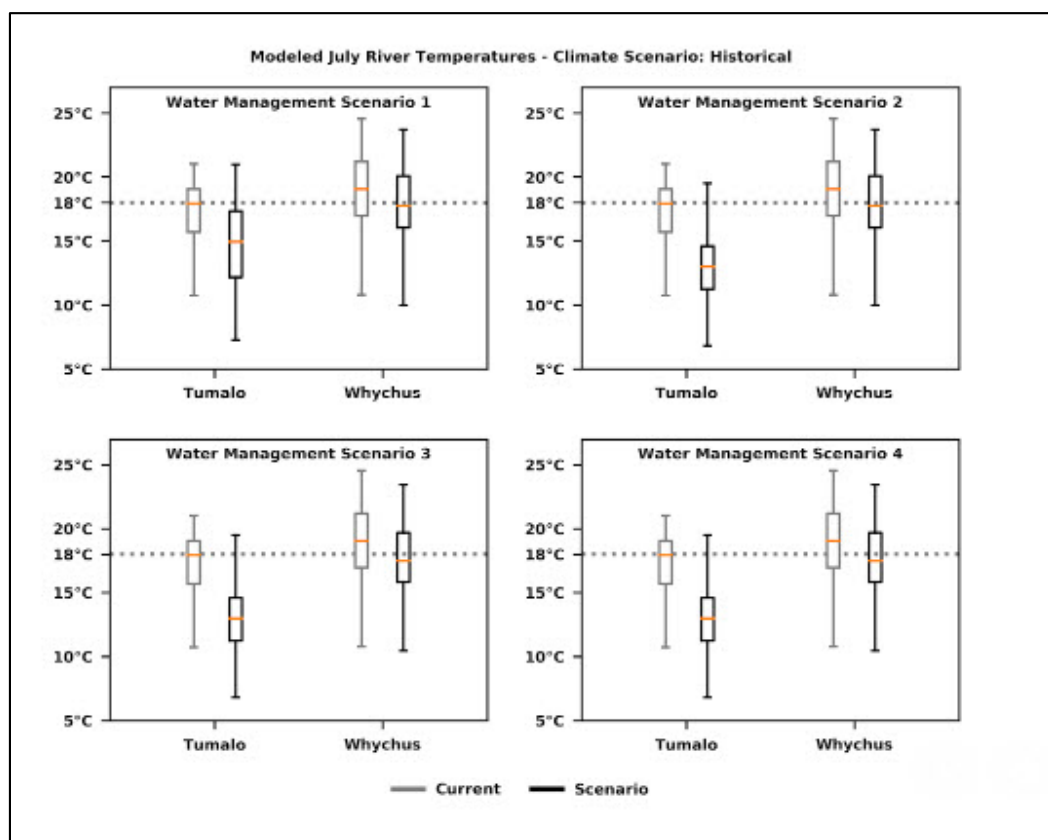 Modeled July River Temperatures - Climate Scenario: Historical
Water Management Scenario 1
25°C
20°C
18°C
15°C
10°C
5°C
Tumalo
Whychus
Water Management Scenario 2
25°C
20°C
18°C
15°C
10°C
5°C
Tumalo
Whychus
Water Management Scenario 3
25°C
20°C
18°C
15°C
10°C
5°C
Tumalo
Whychus
Water Management Scenario 4
25°C
20°C
18°C
15°C
10°C
5°C
Tumalo
Whychus
Current
Scenario